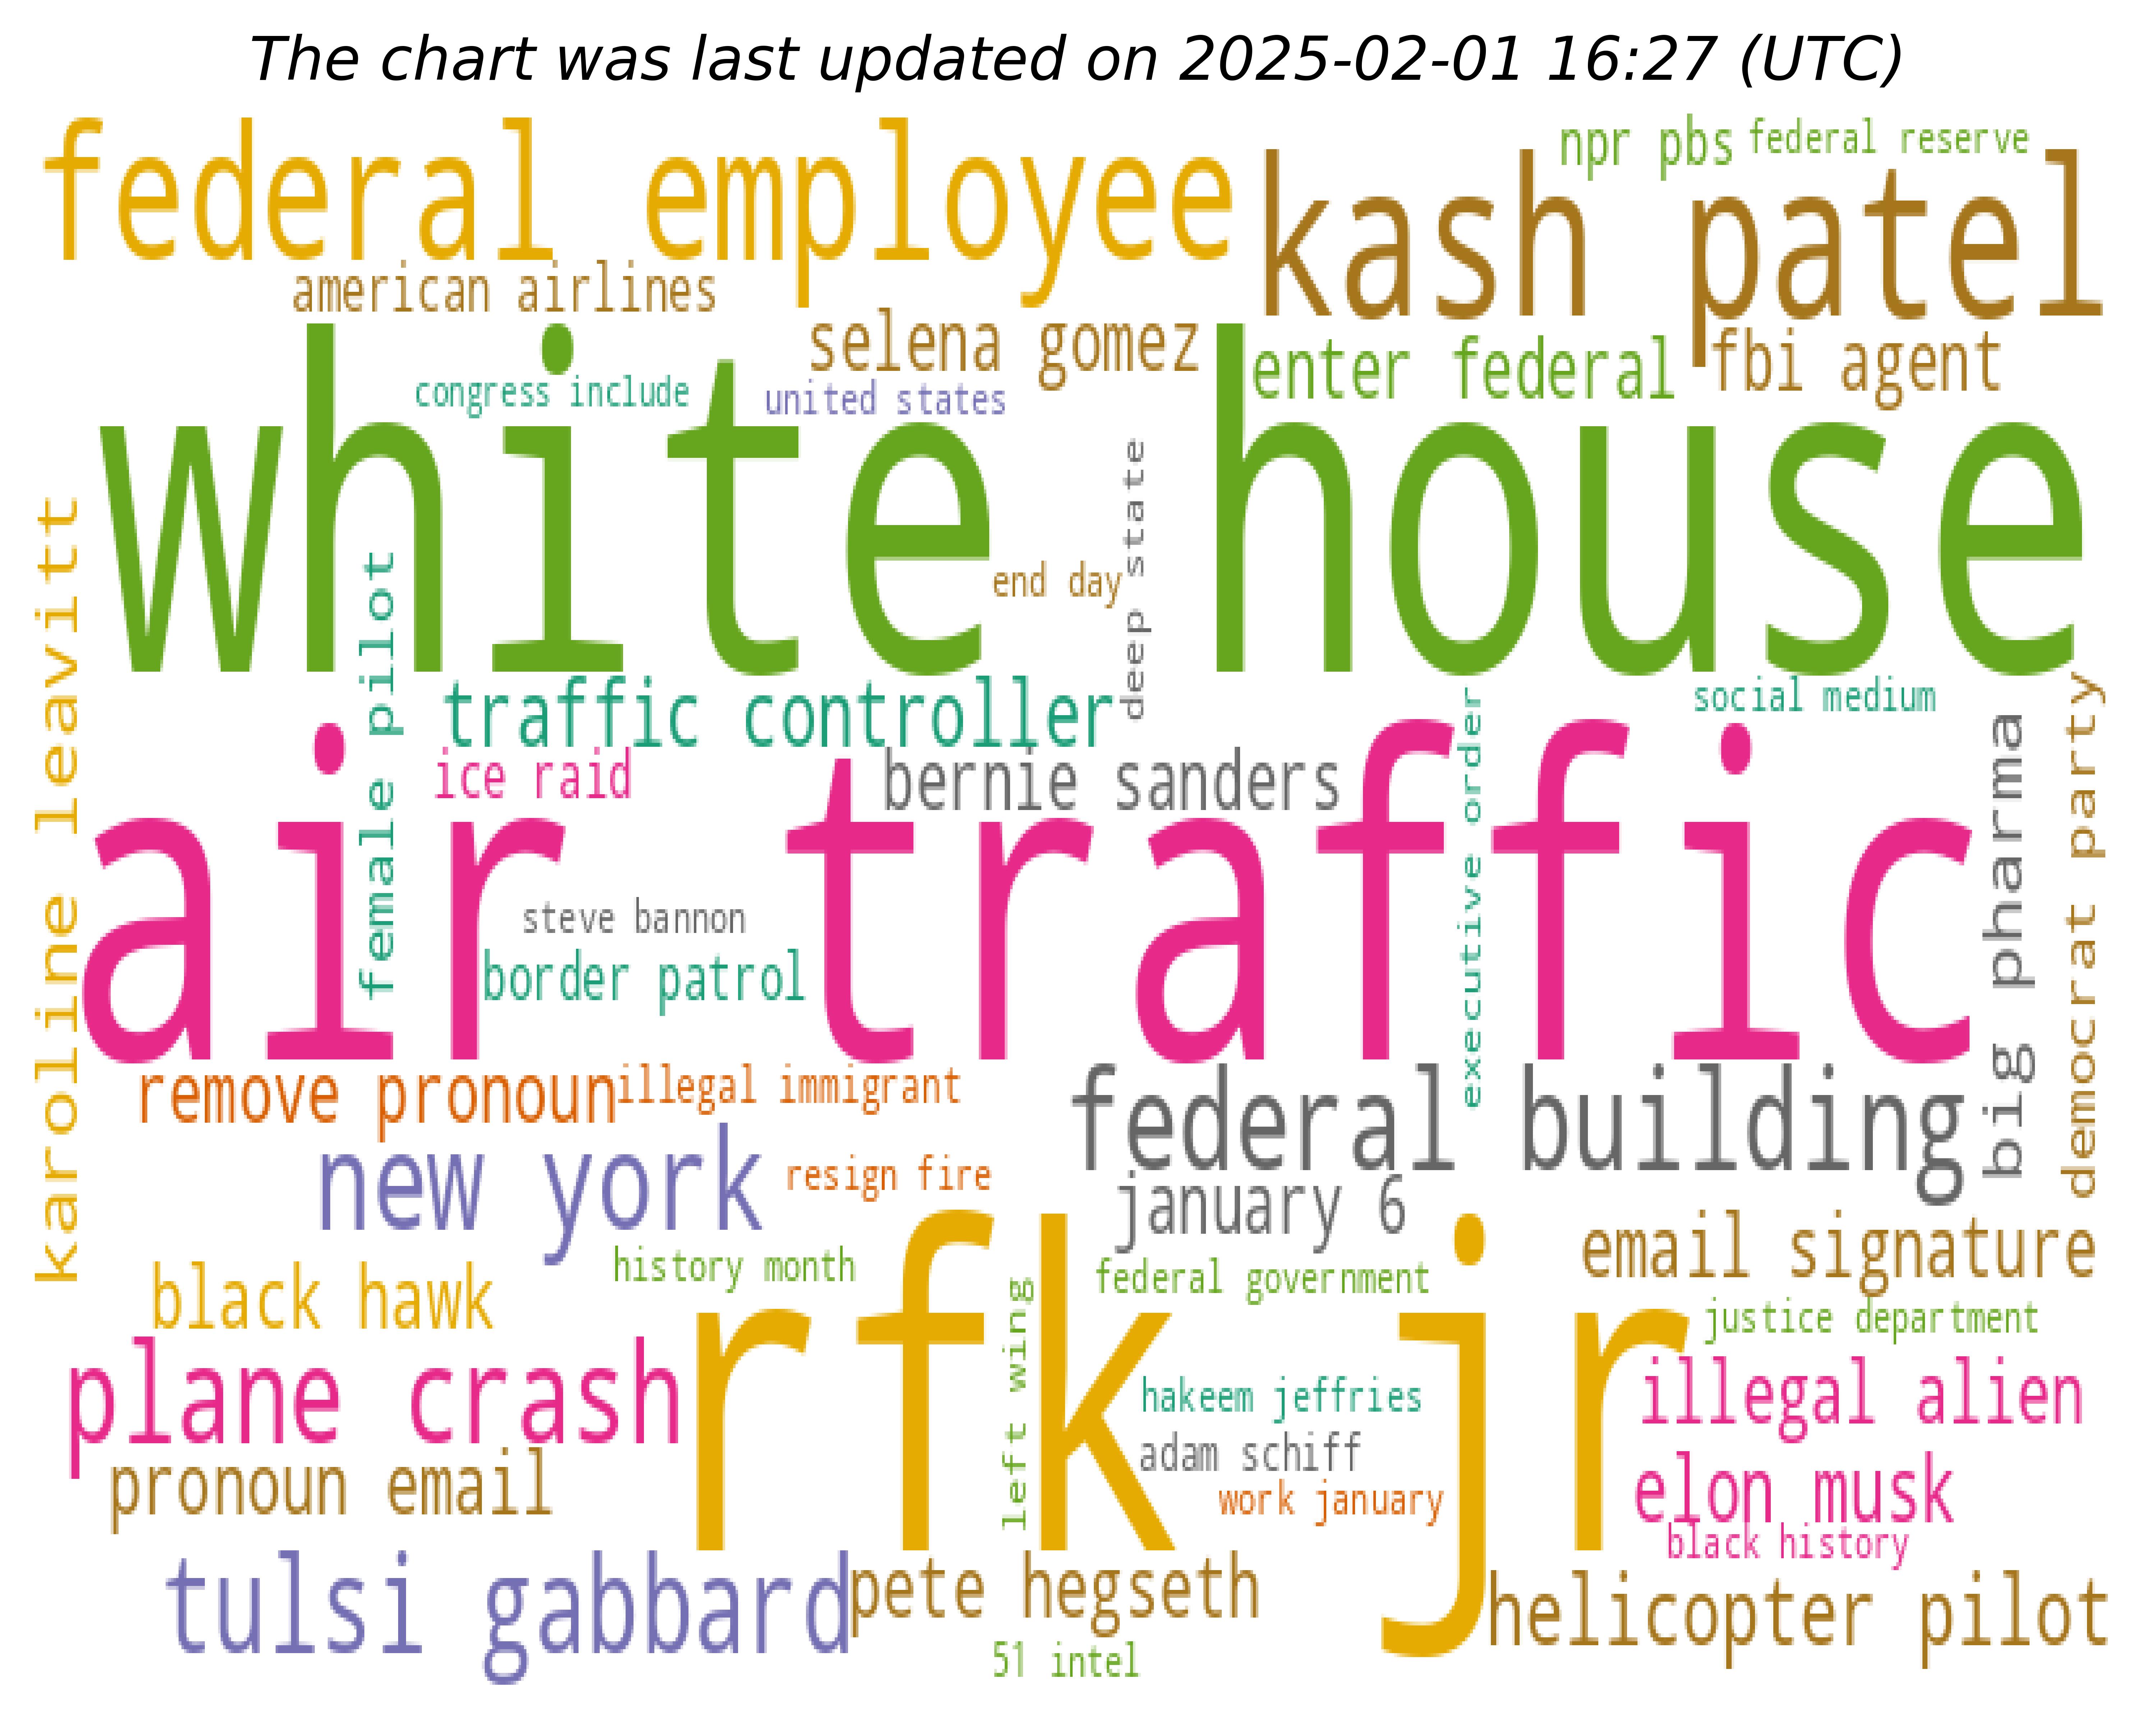 The chart was last updated on 2025-02-01 16:27 (UTC)
federal employee
npr pbs
federal reserve
kash patel
american airlines
selena gomez
enter federal
fbi agent
congress include
united states
white house
deep state
end day
karoline leavitt
female pilot
traffic controller
social medium
ice raid
bernie sanders
executive order
big pharma
democrat party
air traffic
steve bannon
border patrol
remove pronoun
illegal immigrant
federal building
new york
resign fire
january 6
email signature
black hawk
history month
federal government
left wing
rfk jr
justice department
plane crash
hakeem jeffries
illegal alien
adam schiff
pronoun email
work january
elon musk
black history
tulsi gabbard
pete hegseth
helicopter pilot
51 intel